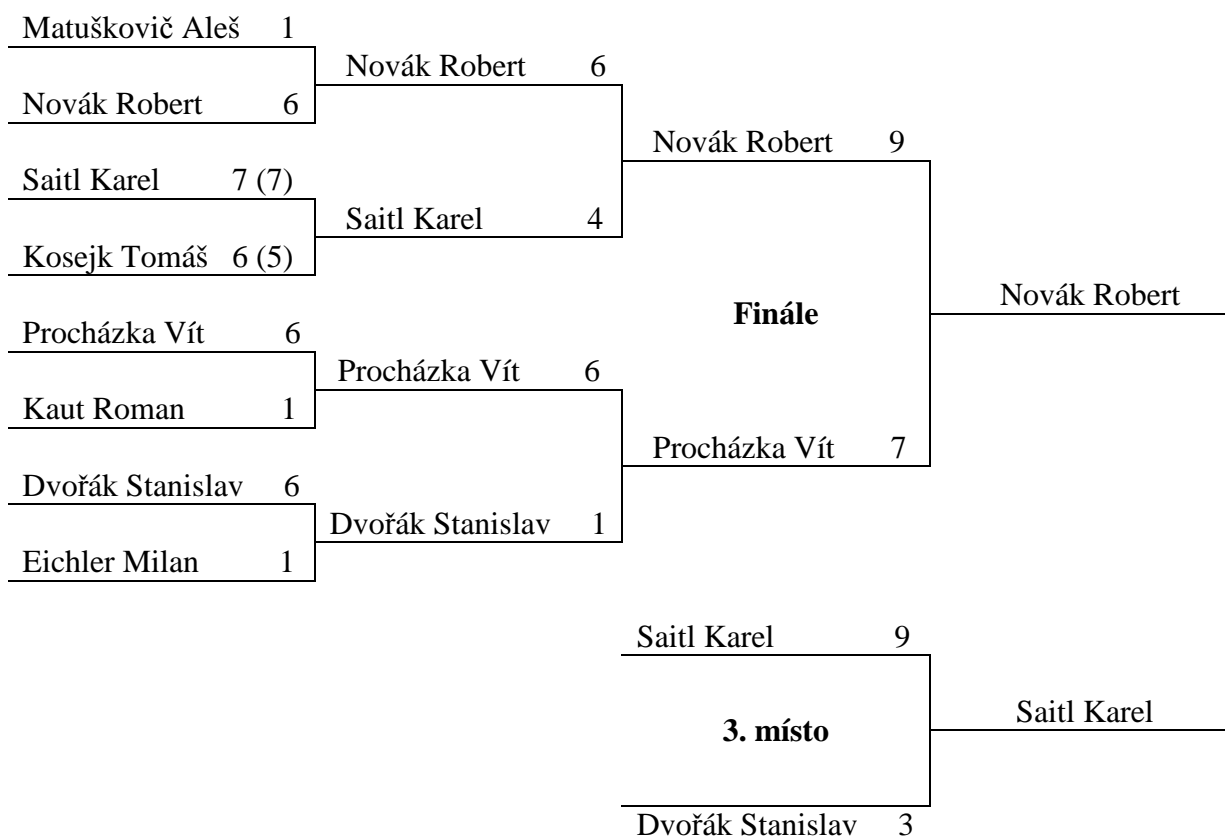 Matuškovič Aleš 1
Novák Robert 6
Novák Robert 6
Novák Robert 9
Saitl Karel 7 (7)
Saitl Karel 4
Kosejk Tomáš 6 (5)
Novák Robert
Finále
Procházka Vít 6
Procházka Vít 6
Kaut Roman 1
Procházka Vít 7
Dvořák Stanislav 6
Dvořák Stanislav 1
Eichler Milan 1
Saitl Karel 9
Saitl Karel
3. místo
Dvořák Stanislav 3